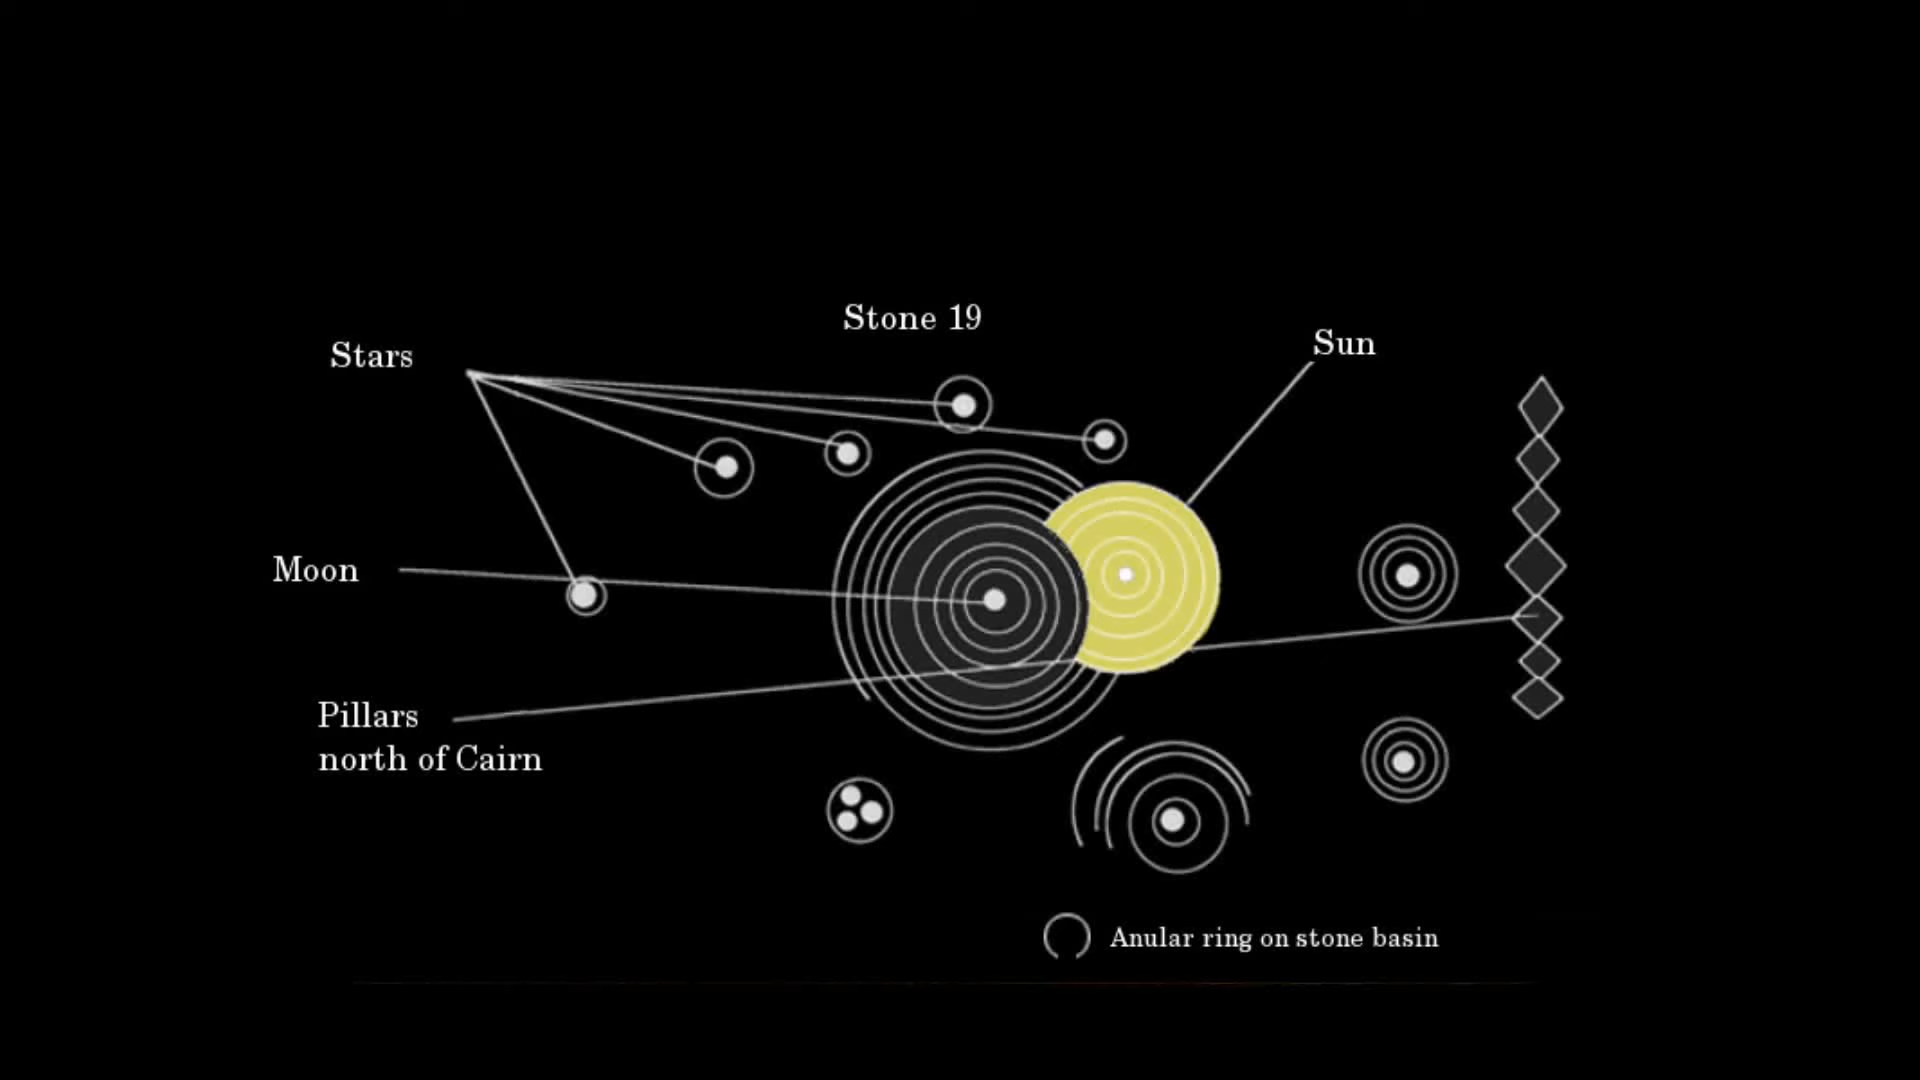 Stone 19
Sun
Stars
Moon
Pillars
north of Cairn
Anular ring on stone basin